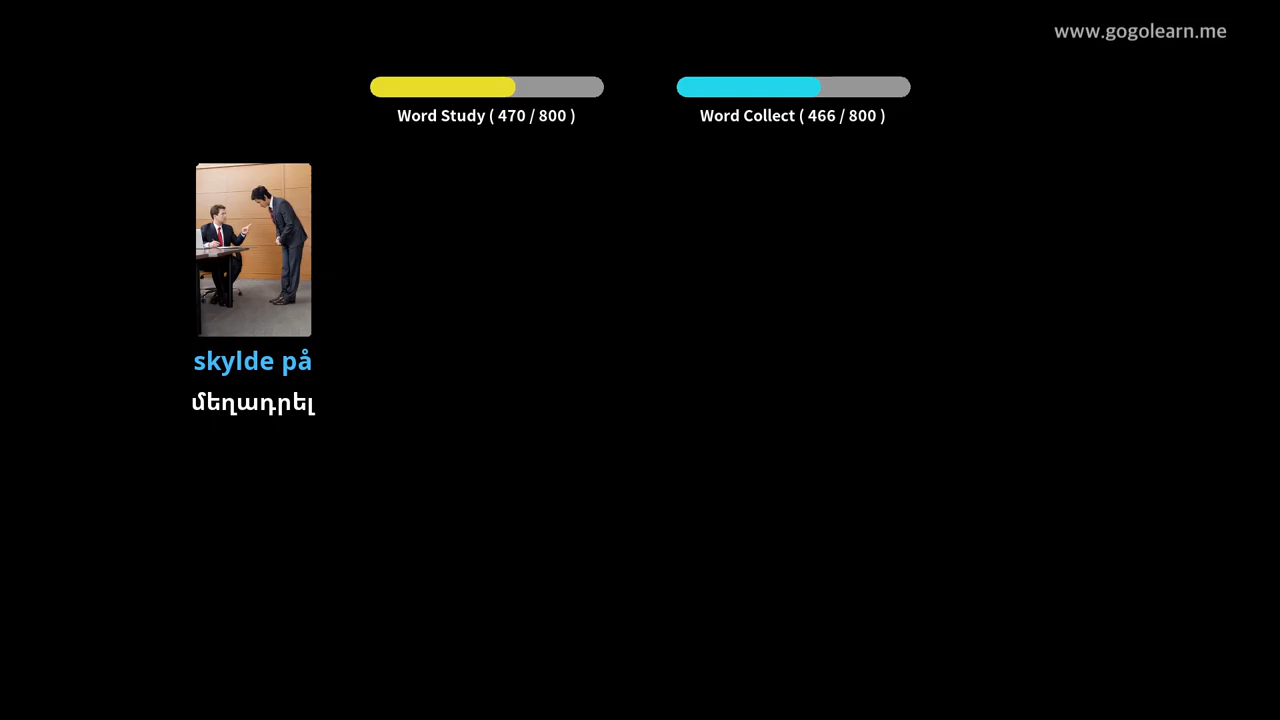 www.gogolearn.me
Word Study ( 470 / 800 )
Word Collect ( 466 / 800 )
skylde på
մեղադրել